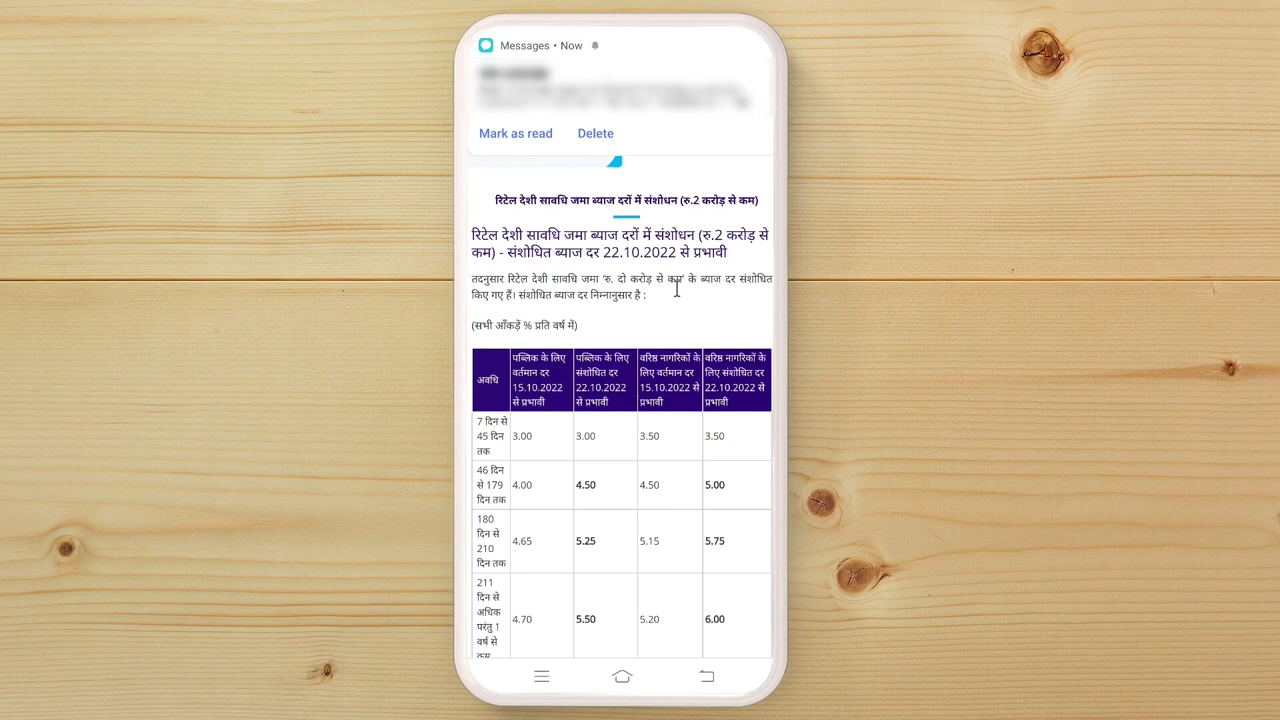 Messages • Now
Mark as read Delete
रिटेल देशी सावधि जमा ब्याज दरों में संशोधन (रु.2 करोड़ से कम)
रिटेल देशी सावधि जमा ब्याज दरों में संशोधन (रु.2 करोड़ से
कम) - संशोधित ब्याज दर 22.10.2022 से प्रभावी
तदनुसार रिटेल देशी सावधि जमा 'रु. दो करोड़ से कम' के ब्याज दर संशोधित
किए गए हैं। संशोधित ब्याज दर निम्नानुसार है :
(सभी आँकड़ें % प्रति वर्ष में)
अवधि
पब्लिक के लिए
वर्तमान दर
15.10.2022
से प्रभावी
पब्लिक के लिए
संशोधित दर
22.10.2022
से प्रभावी
वरिष्ठ नागरिकों के
लिए वर्तमान दर
15.10.2022 से
प्रभावी
वरिष्ठ नागरिकों के
लिए संशोधित दर
22.10.2022 से
प्रभावी
7 दिन से
45 दिन
तक
3.00 3.00 3.50 3.50
46 दिन
से 179
दिन तक
4.00 4.50 4.50 5.00
180
दिन से
210
दिन तक
4.65 5.25 5.15 5.75
211
दिन से
अधिक
परंतु 1
वर्ष से
कम
4.70 5.50 5.20 6.00